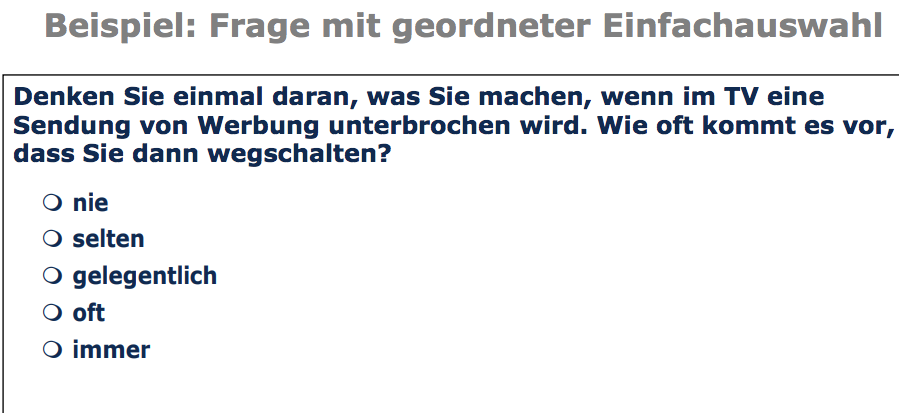 Beispiel: Frage mit geordneter Einfachauswahl
Denken Sie einmal daran, was Sie machen, wenn im TV eine
Sendung von Werbung unterbrochen wird. Wie oft kommt es vor,
dass Sie dann wegschalten?
nie
selten
gelegentlich
oft
immer